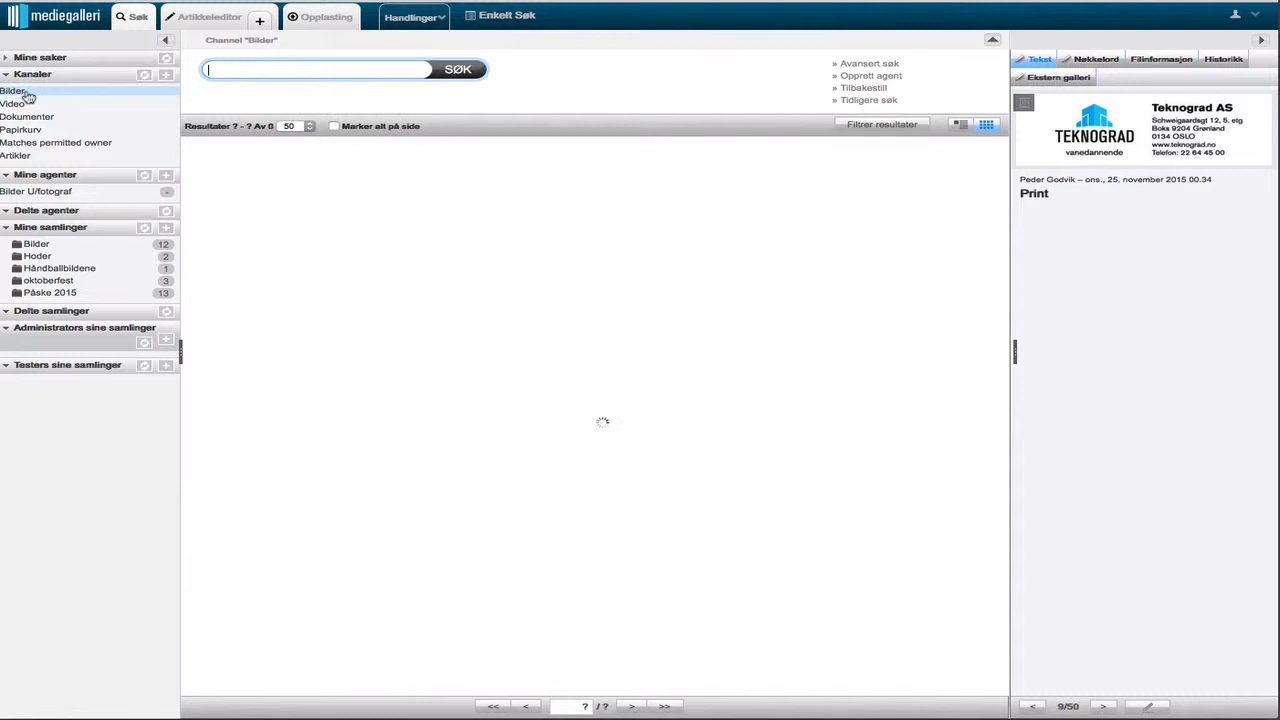 mediegalleri
Søk
Artikkeleditor
+
Opplasting
Handlinger
Enkelt Søk
Channel "Bilder"
Mine saker
Kanaler
Bilder
Video
Dokumenter
Papirkurv
Matches permitted owner
Artikler
Mine agenter
Bilder U/fotograf
-
Delte agenter
Mine samlinger
Bilder 12
Hoder 2
Håndballbildene 1
oktoberfest 3
Påske 2015 13
Delte samlinger
Administrators sine samlinger
Testers sine samlinger
SØK
» Avansert søk
» Opprett agent
» Tilbakestill
» Tidligere søk
Resultater ? - ? Av 0 50
Marker alt på side
Filtrer resultater
<< < ? / ? > >>
Tekst
Nøkkelord
Filinformasjon
Historikk
Ekstern galleri
TEKNOGRAD
vanedannende
Teknograd AS
Schweigaardsgt 12, 5. etg
Boks 9204 Grønland
0134 OSLO
www.teknograd.no
Telefon: 22 64 45 00
Peder Godvik – ons., 25. november 2015 00.34
Print
< 9/50 >